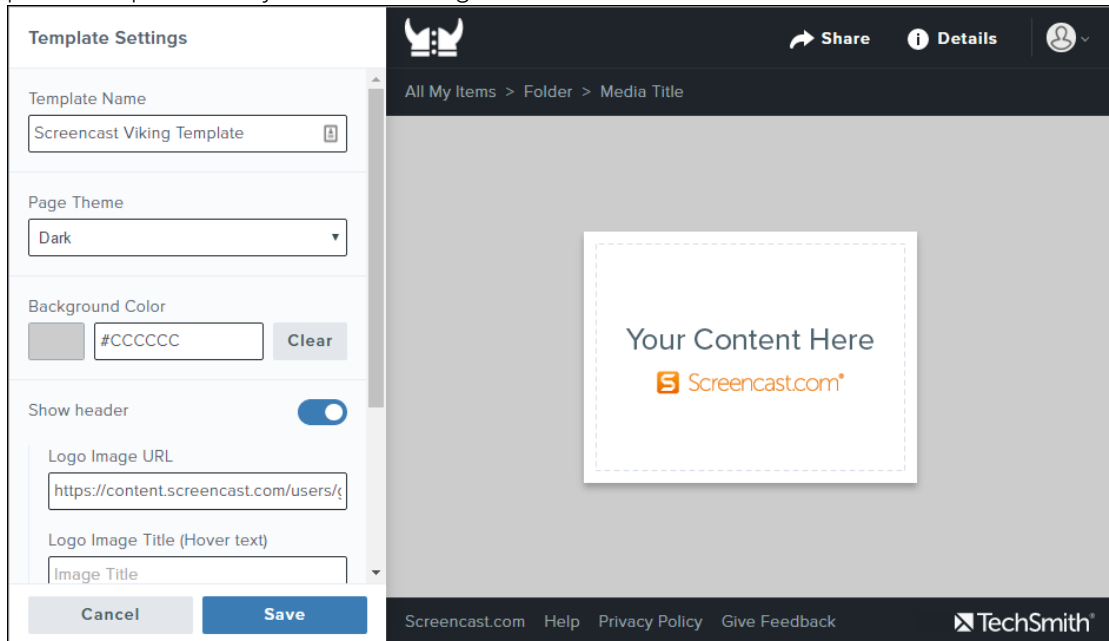 Template Settings
Template Name
Screencast Viking Template
Page Theme
Dark
Background Color
#CCCCCC
Clear
Show header
Logo Image URL
https://content.screencast.com/users/g
Logo Image Title (Hover text)
Image Title
Cancel
Save
Share
Details
All My Items > Folder > Media Title
Your Content Here
Screencast.com®
Screencast.com Help Privacy Policy Give Feedback
TechSmith®